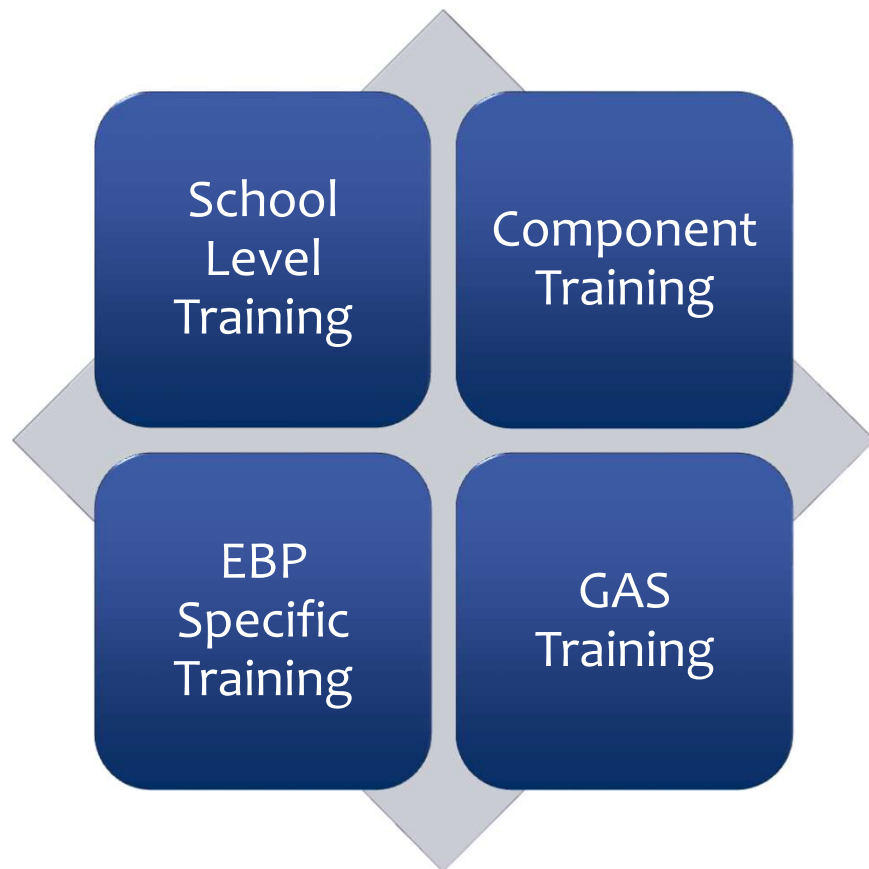 School
Level
Training
Component
Training
EBP
Specific
Training
GAS
Training